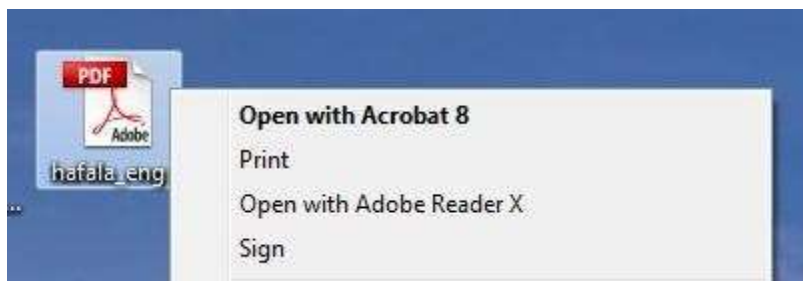 PDF
Adobe
hafala_eng
...
Open with Acrobat 8
Print
Open with Adobe Reader X
Sign